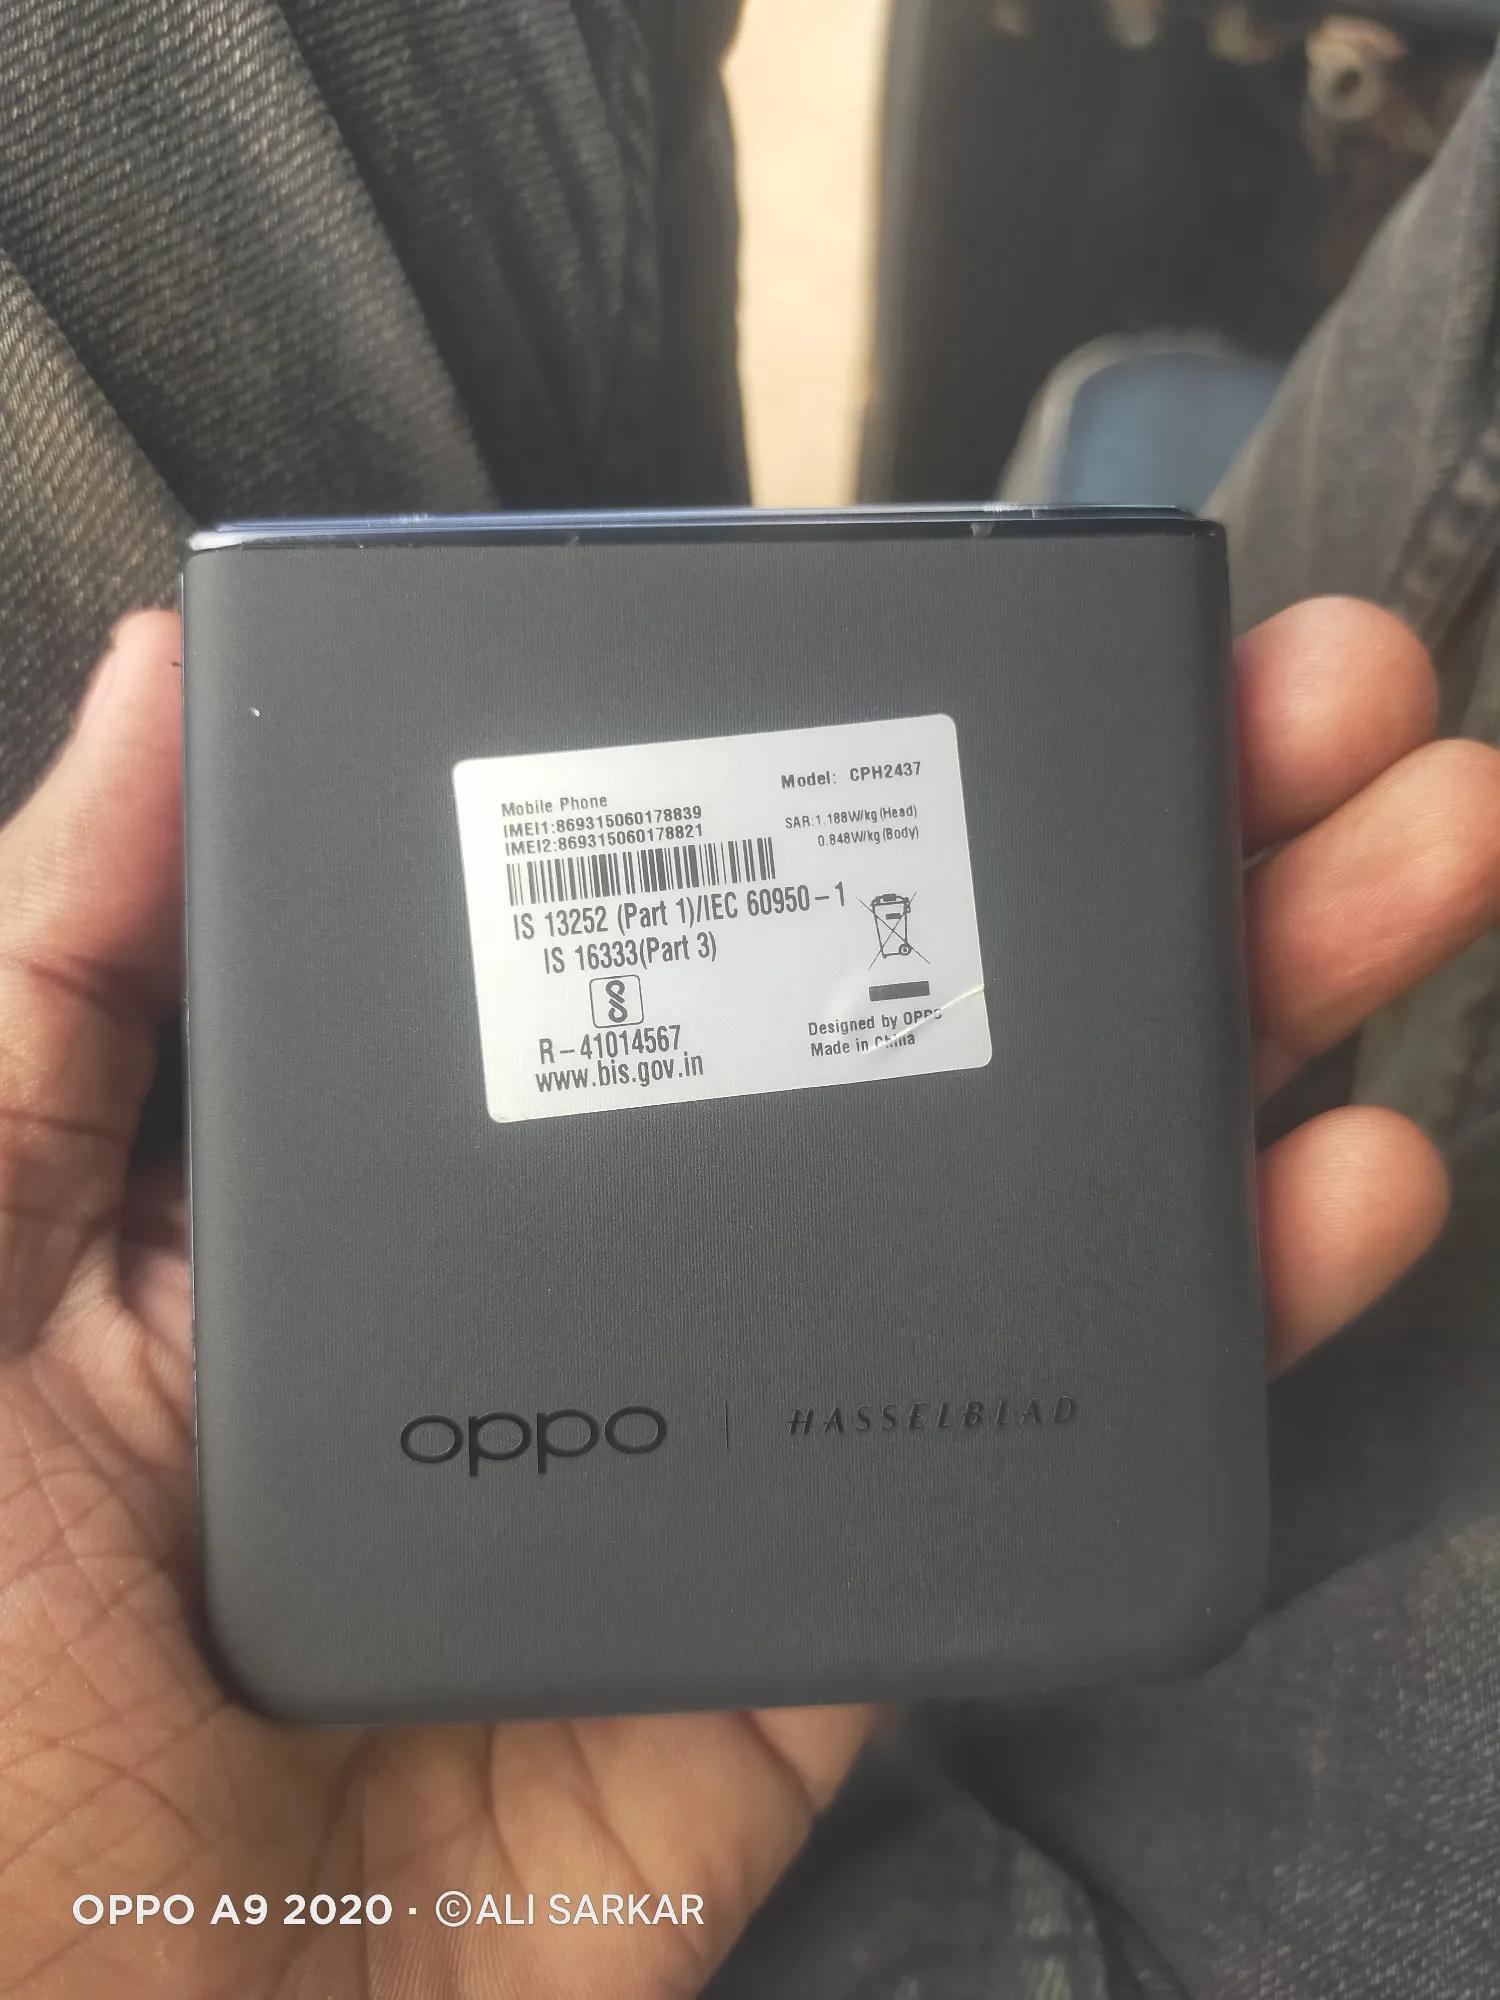 Model: CPH2437
Mobile Phone
IMEI1:869315060178839
IMEI2:869315060178821
SAR:1.188W/kg (Head)
0.848W/kg (Body)
IS 13252 (Part 1)/IEC 60950-1
IS 16333(Part 3)
R-41014567
www.bis.gov.in
Designed by OPPO
Made in China
oppo | HASSELBLAD
OPPO A9 2020 · ©ALI SARKAR